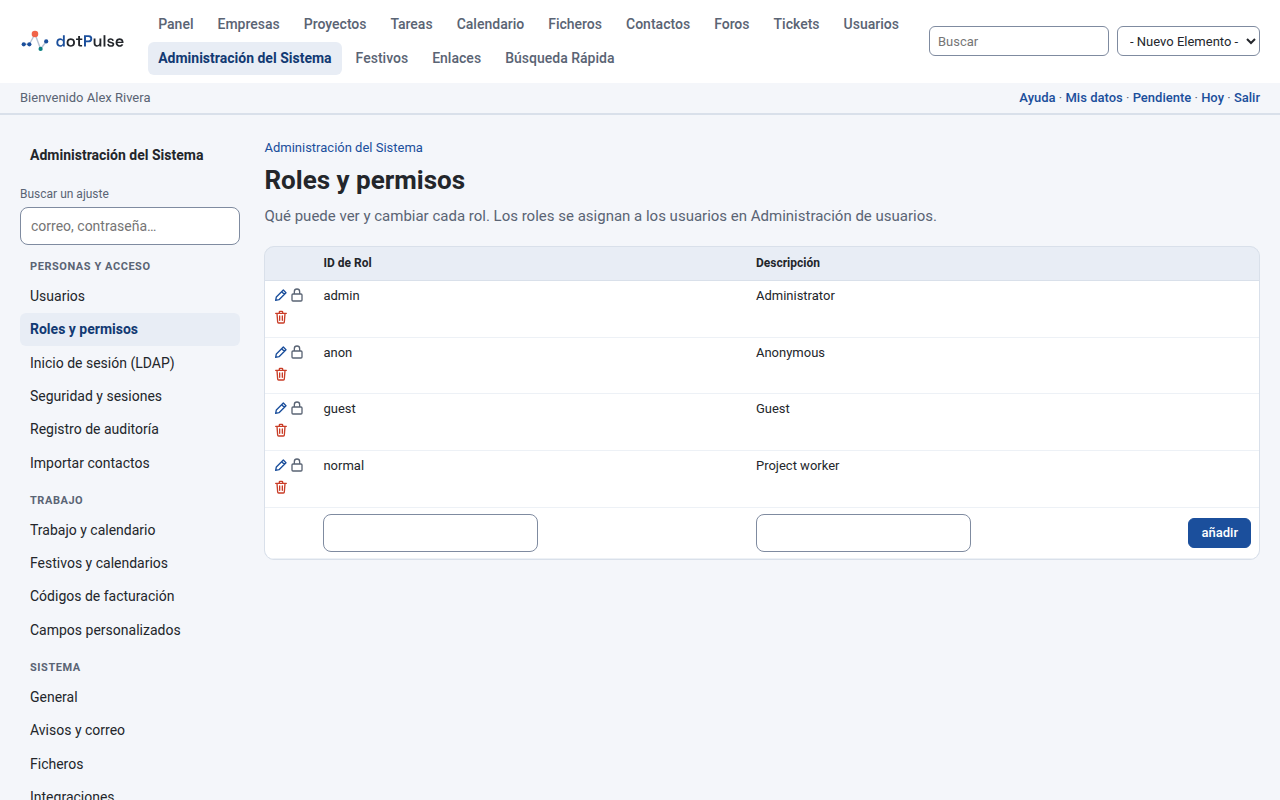 dotPulse
Panel Empresas Proyectos Tareas Calendario Ficheros Contactos Foros Tickets Usuarios
Administración del Sistema Festivos Enlaces Búsqueda Rápida
Buscar
- Nuevo Elemento -
Bienvenido Alex Rivera
Ayuda · Mis datos · Pendiente · Hoy · Salir
Administración del Sistema
Buscar un ajuste
correo, contraseña…
PERSONAS Y ACCESO
Usuarios
Roles y permisos
Inicio de sesión (LDAP)
Seguridad y sesiones
Registro de auditoría
Importar contactos
TRABAJO
Trabajo y calendario
Festivos y calendarios
Códigos de facturación
Campos personalizados
SISTEMA
General
Avisos y correo
Ficheros
Integraciones
Administración del Sistema
Roles y permisos
Qué puede ver y cambiar cada rol. Los roles se asignan a los usuarios en Administración de usuarios.
ID de Rol Descripción
admin Administrator
anon Anonymous
guest Guest
normal Project worker
añadir